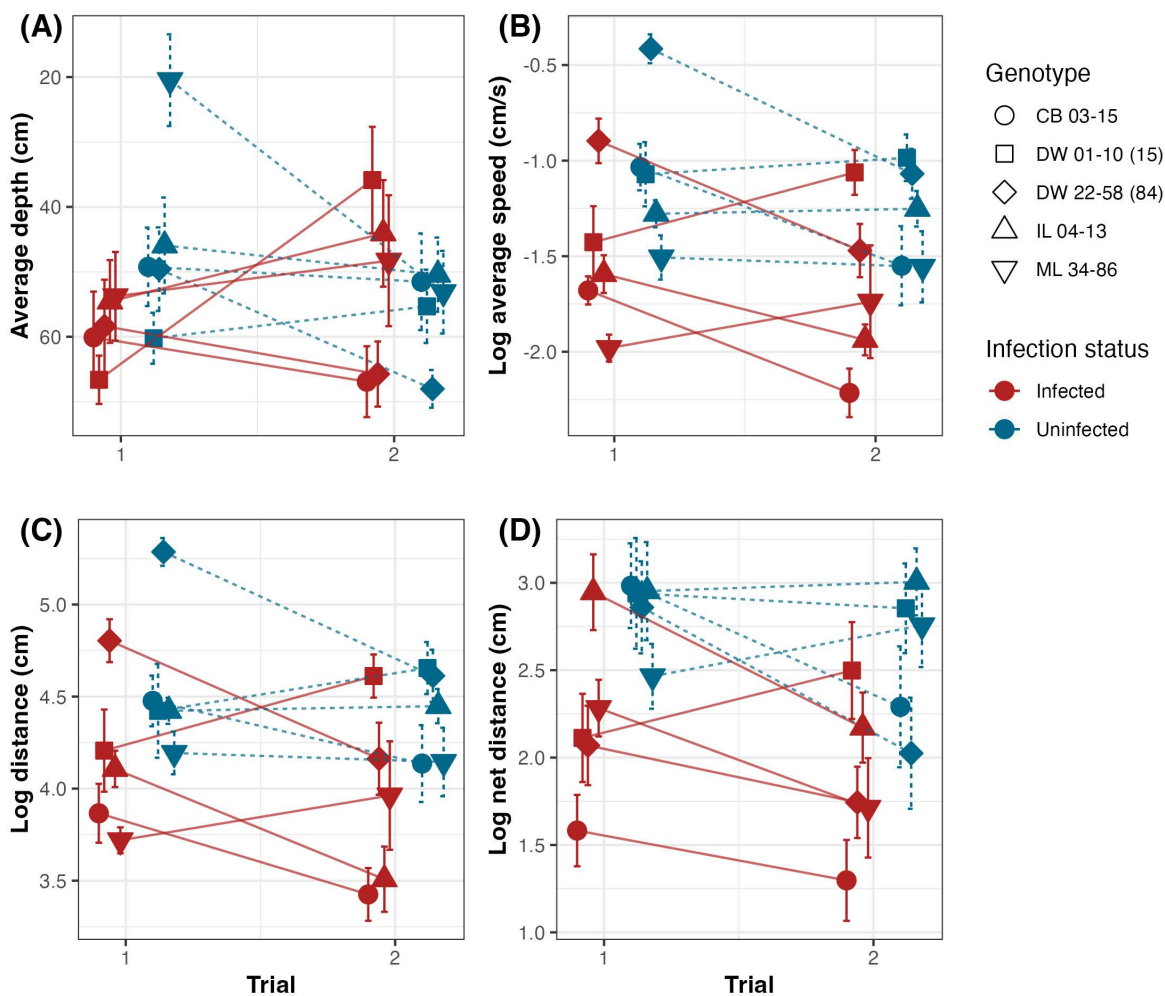 (A)
Average depth (cm)
20
40
60
1
2
(B)
Log average speed (cm/s)
-0.5
-1.0
-1.5
-2.0
1
2
Genotype
CB 03-15
DW 01-10 (15)
DW 22-58 (84)
IL 04-13
ML 34-86
Infection status
Infected
Uninfected
(C)
Log distance (cm)
5.0
4.5
4.0
3.5
1
2
Trial
(D)
Log net distance (cm)
3.0
2.5
2.0
1.5
1.0
1
2
Trial